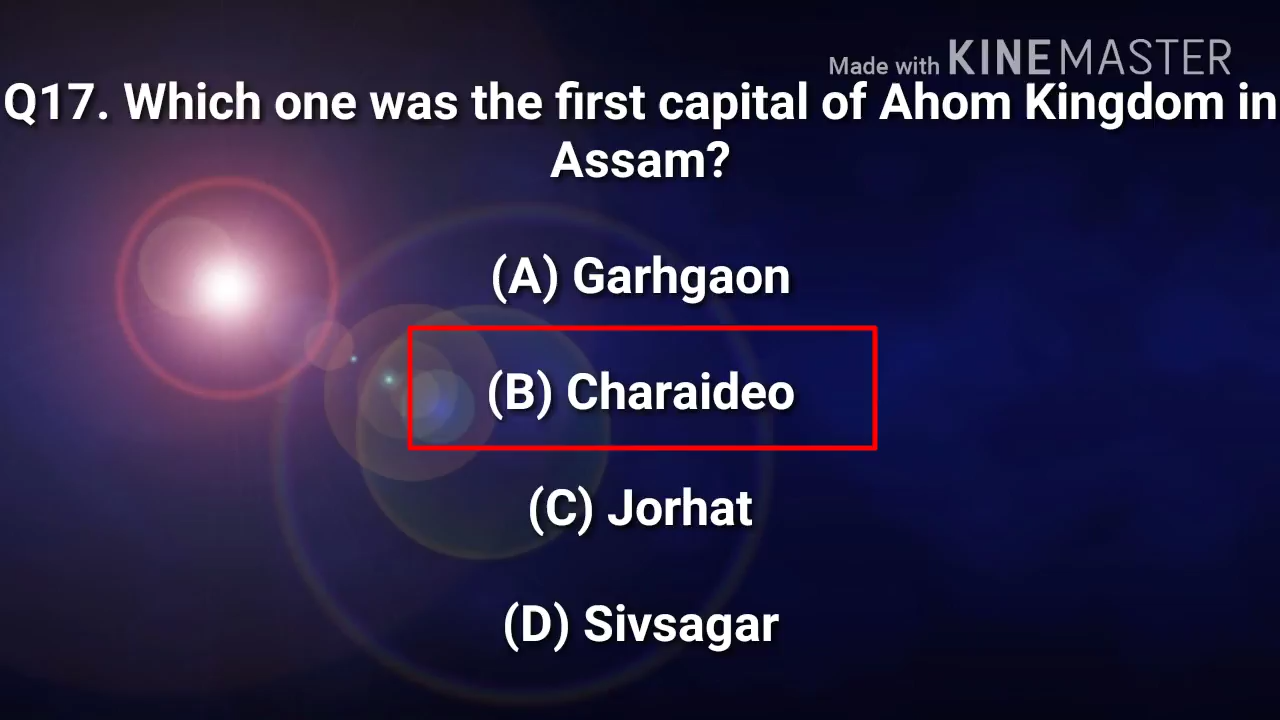 Made with KINEMASTER
Q17. Which one was the first capital of Ahom Kingdom in
Assam?
(A) Garhgaon
(B) Charaideo
(C) Jorhat
(D) Sivsagar